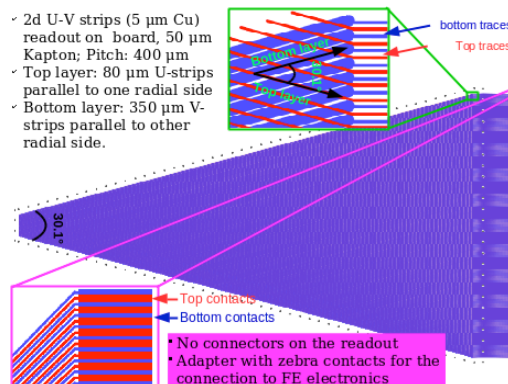 ✓ 2d U-V strips (5 μm Cu)
readout on board, 50 μm
Kapton; Pitch: 400 μm
✓ Top layer: 80 μm U-strips
parallel to one radial side
✓ Bottom layer: 350 μm V-
strips parallel to other
radial side.
bottom traces
Top traces
Bottom layer
Top layer
30.1°
Top contacts
Bottom contacts
▪ No connectors on the readout
▪ Adapter with zebra contacts for the
connection to FE electronics